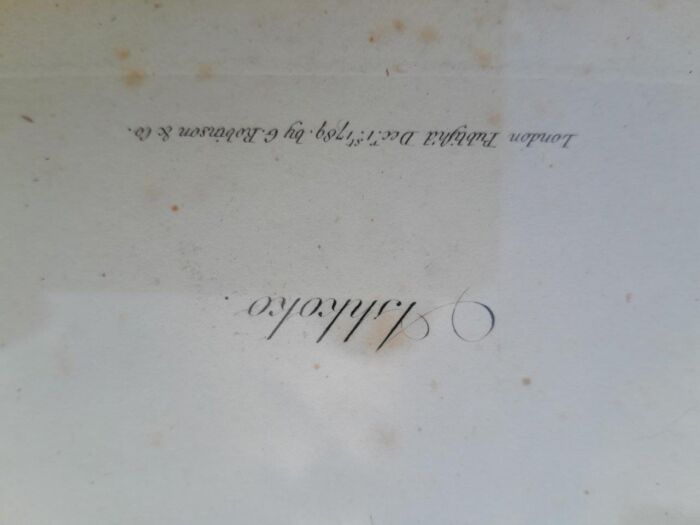 Ashkoko.
London Publish'd Dec.r 1.st 1789. by G. Robinson & Co.